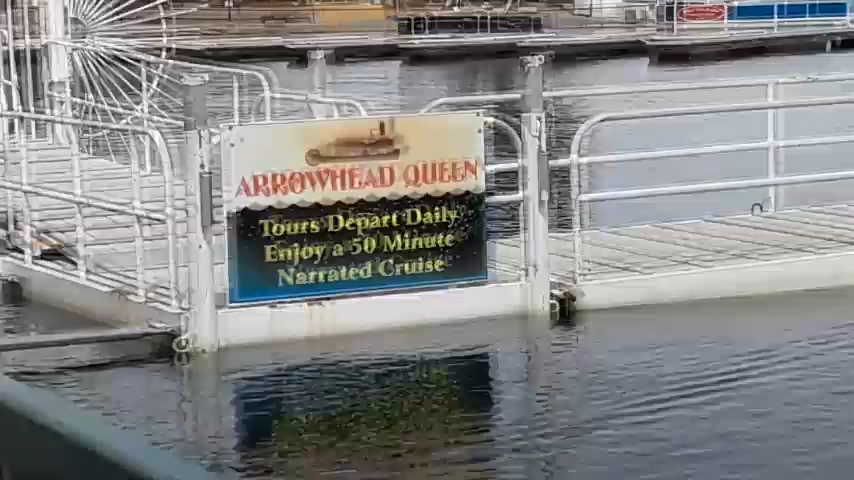 ARROWHEAD QUEEN
Tours Depart Daily
Enjoy a 50 Minute
Narrated Cruise